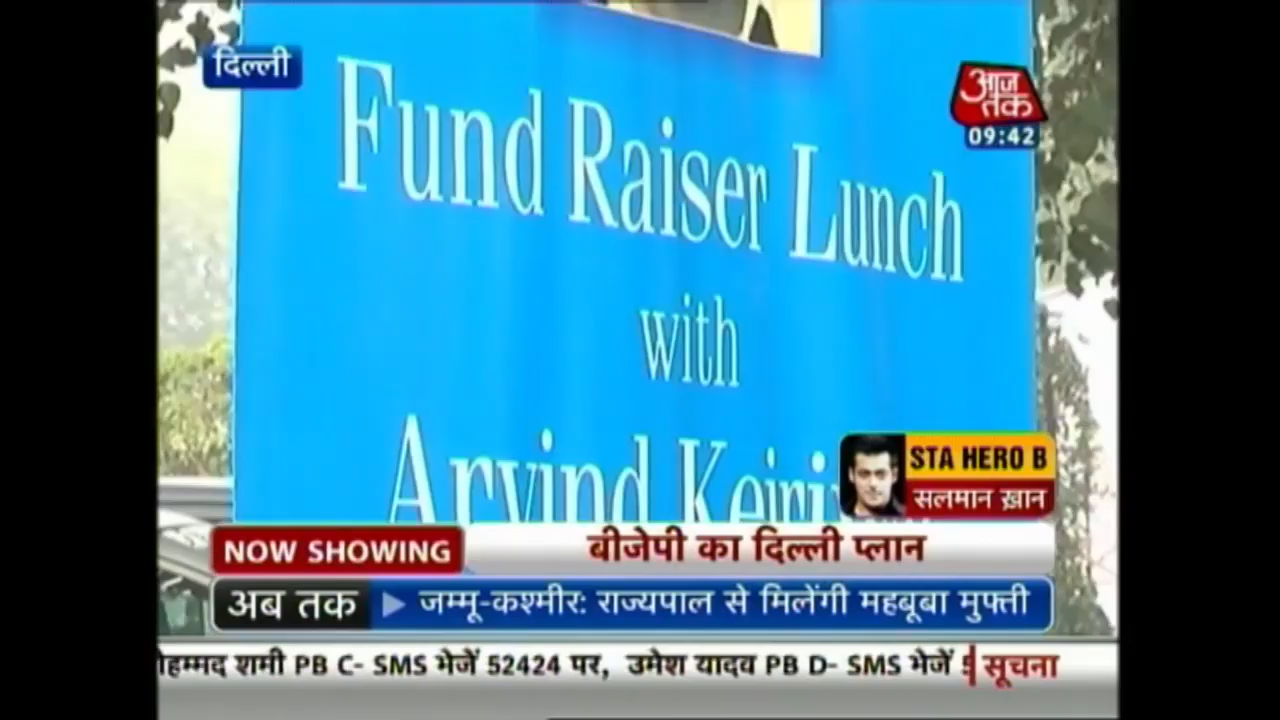 दिल्ली
आज
तक
09:42
Fund Raiser Lunch
with
Arvind
STA HERO B
सलमान ख़ान
NOW SHOWING
बीजेपी का दिल्ली प्लान
अब तक
जम्मू-कश्मीर: राज्यपाल से मिलेंगी महबूबा मुफ्ती
शमी PB C- SMS भेजें 52424 पर, उमेश यादव PB D- SMS भेजें
सूचना